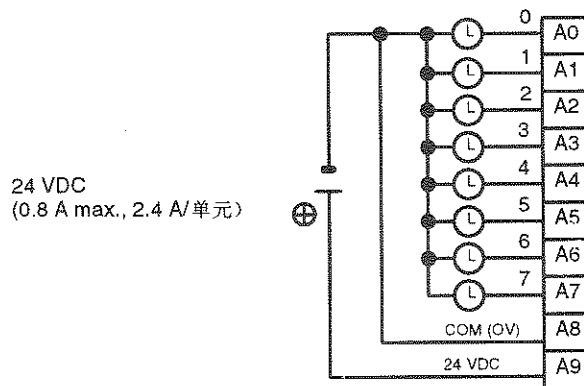 0 L A0
1 L A1
2 L A2
3 L A3
4 L A4
5 L A5
6 L A6
7 L A7
COM (0V) A8
24 VDC A9
24 VDC
(0.8 A max., 2.4 A/单元)